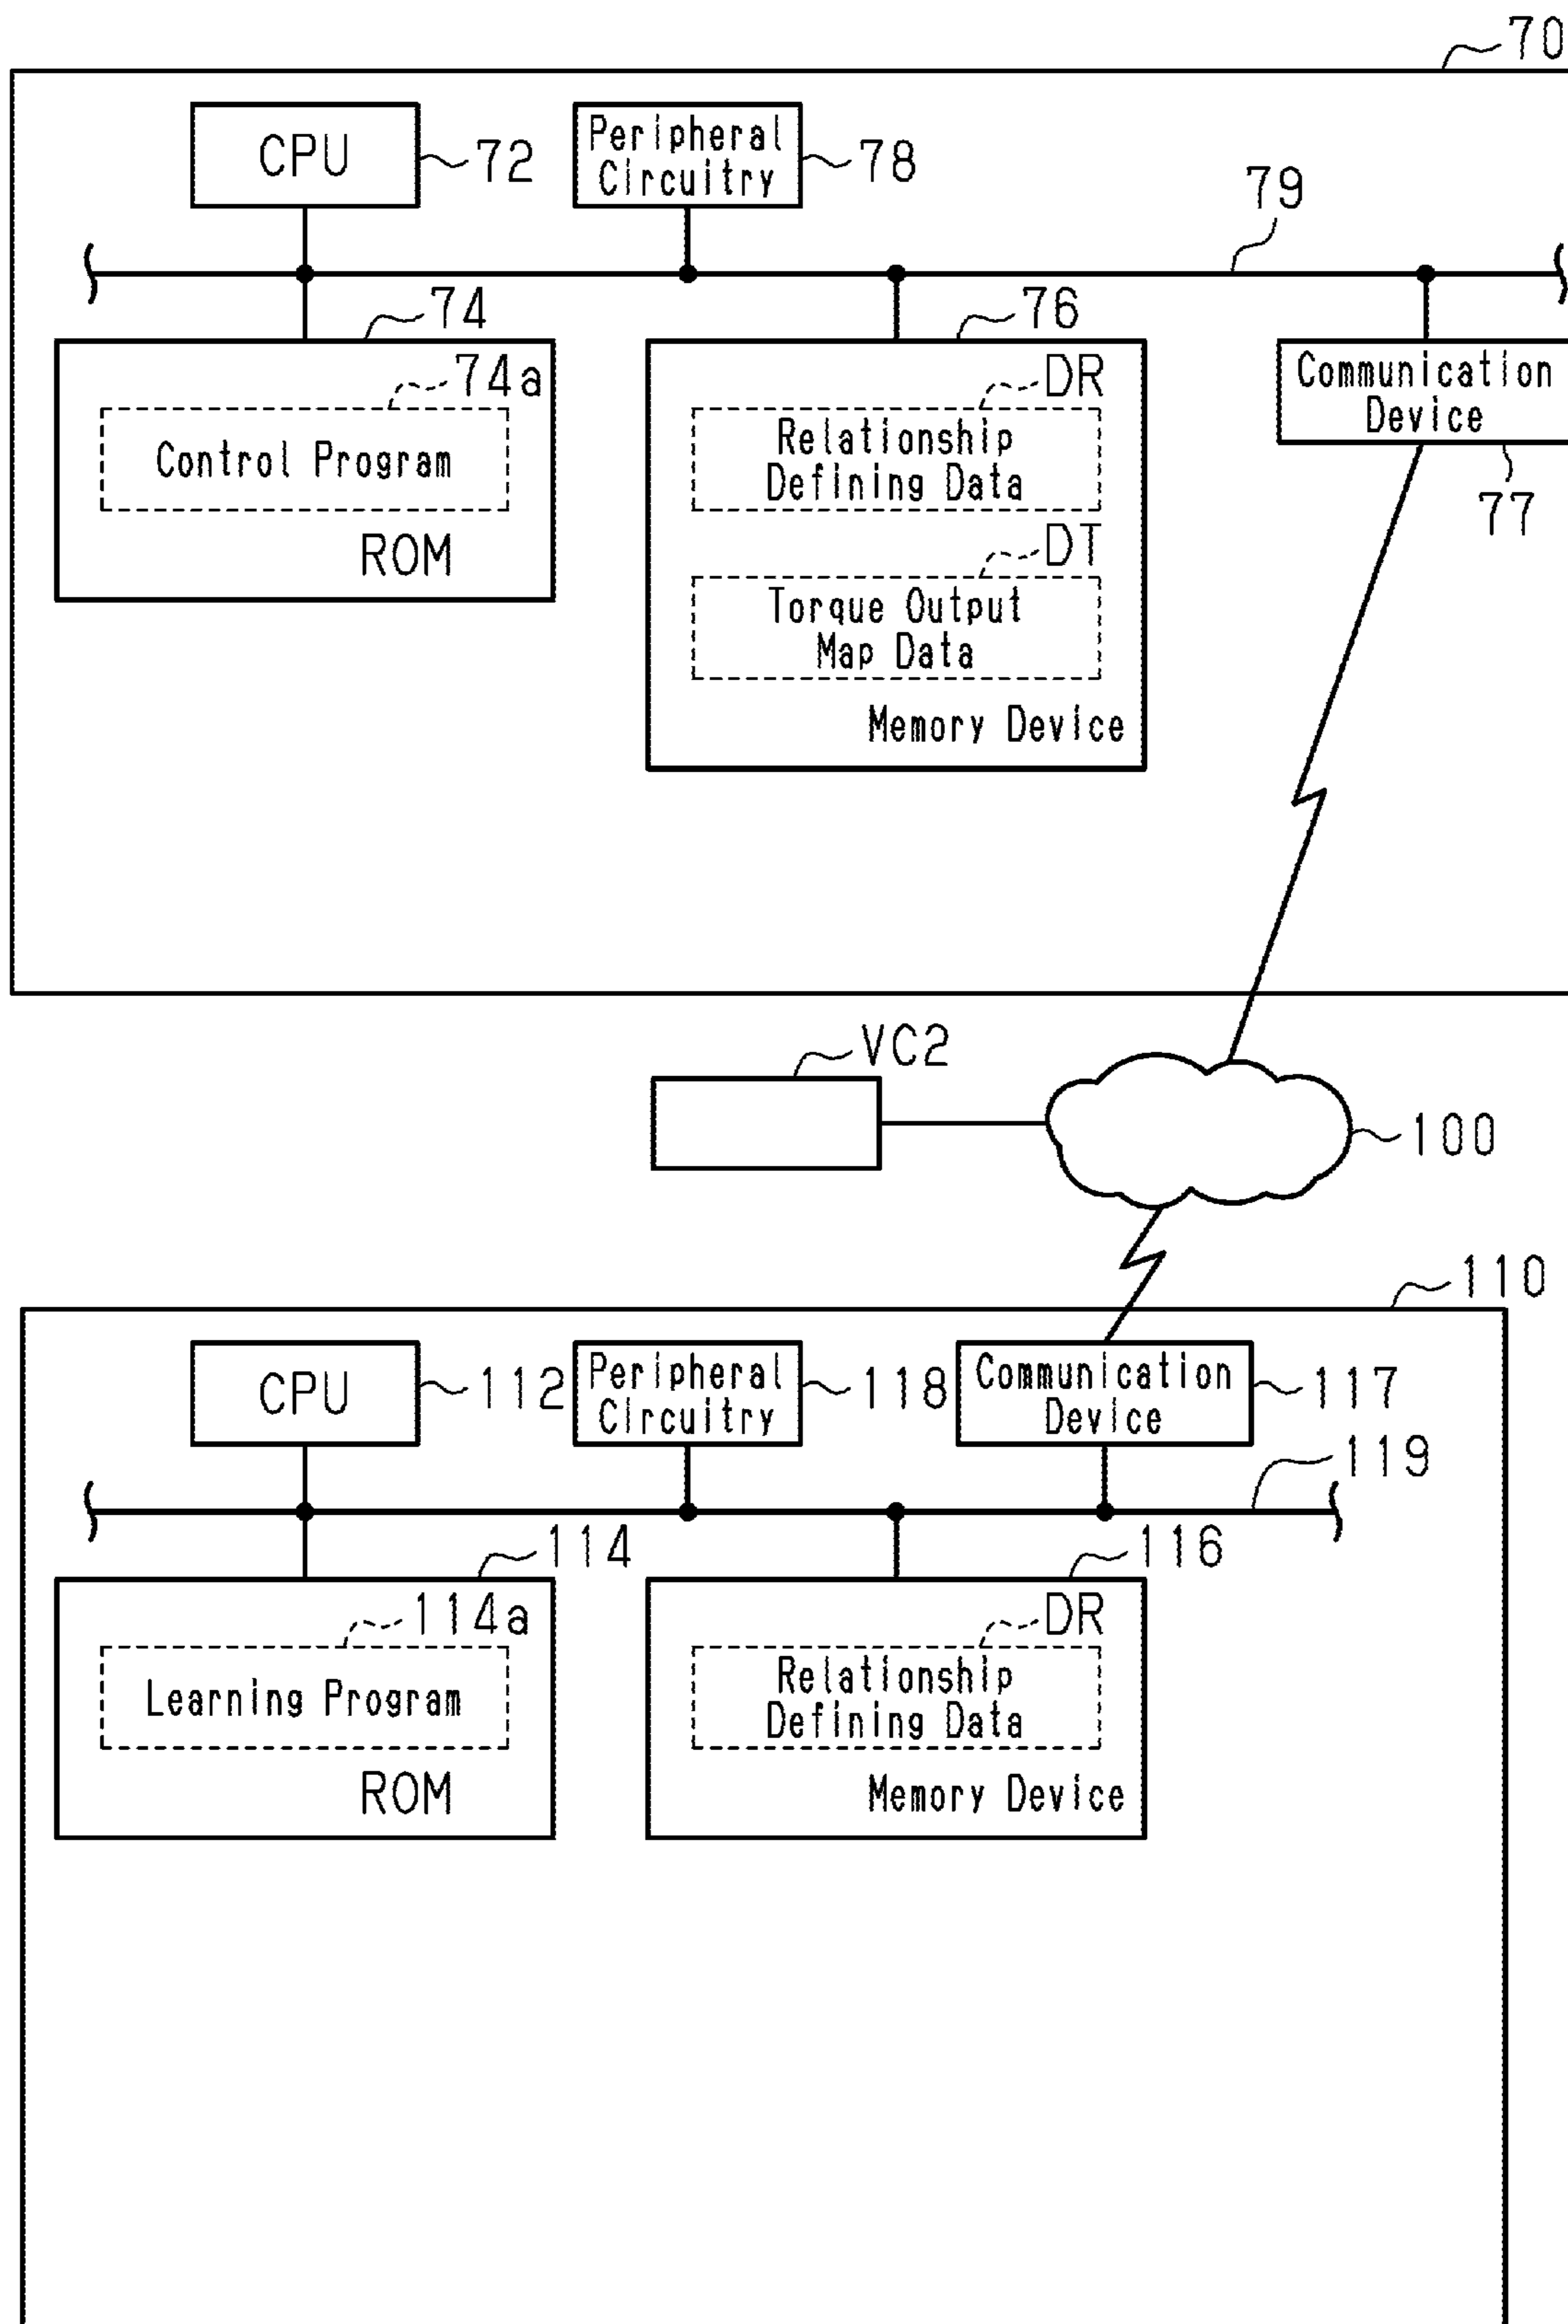 70
CPU
72
Peripheral
Circuitry
78
79
74
76
74a
Control Program
ROM
DR
Relationship
Defining Data
DT
Torque Output
Map Data
Memory Device
Communication
Device
77
VC2
100
110
CPU
112
Peripheral
Circuitry
118
Communication
Device
117
119
114
116
114a
Learning Program
ROM
DR
Relationship
Defining Data
Memory Device